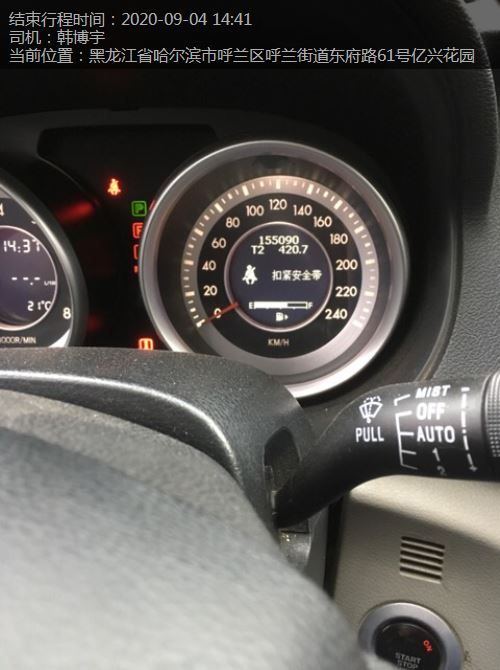 结束行程时间：2020-09-04 14:41
司机：韩博宇
当前位置：黑龙江省哈尔滨市呼兰区呼兰街道东府路61号亿兴花园
14:37
--.-
21℃
8
R/MIN
P
155090
T2 420.7
扣紧安全带
E F
0 20 40 60 80 100 120 140 160 180 200 220 240
KM/H
PULL
MIST
OFF
AUTO
1
2
ON
START
STOP